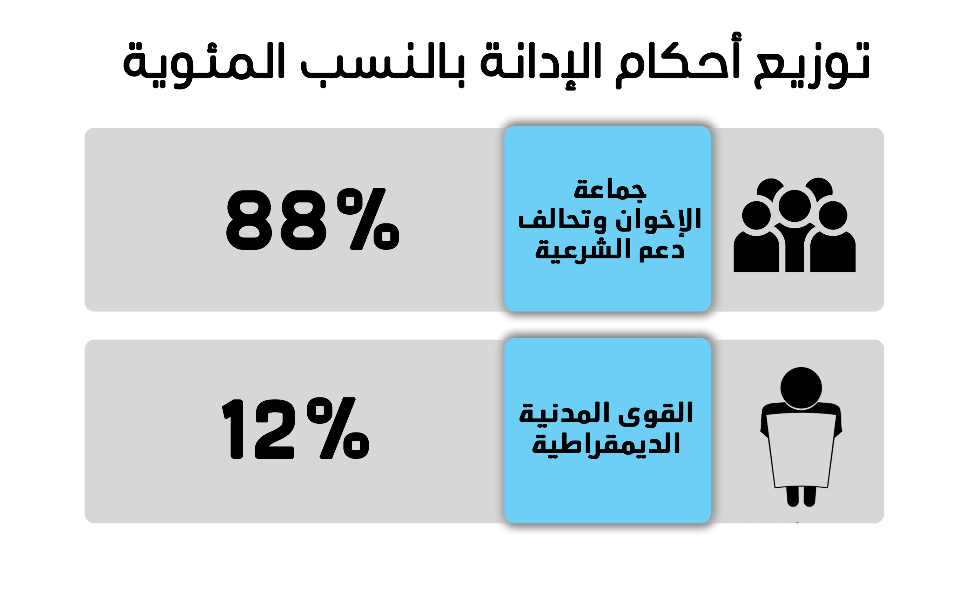 توزيع أحكام الإدانة بالنسب المئوية
جماعة
الإخوان وتحالف
دعم الشرعية
88%
القوى المدنية
الديمقراطية
12%